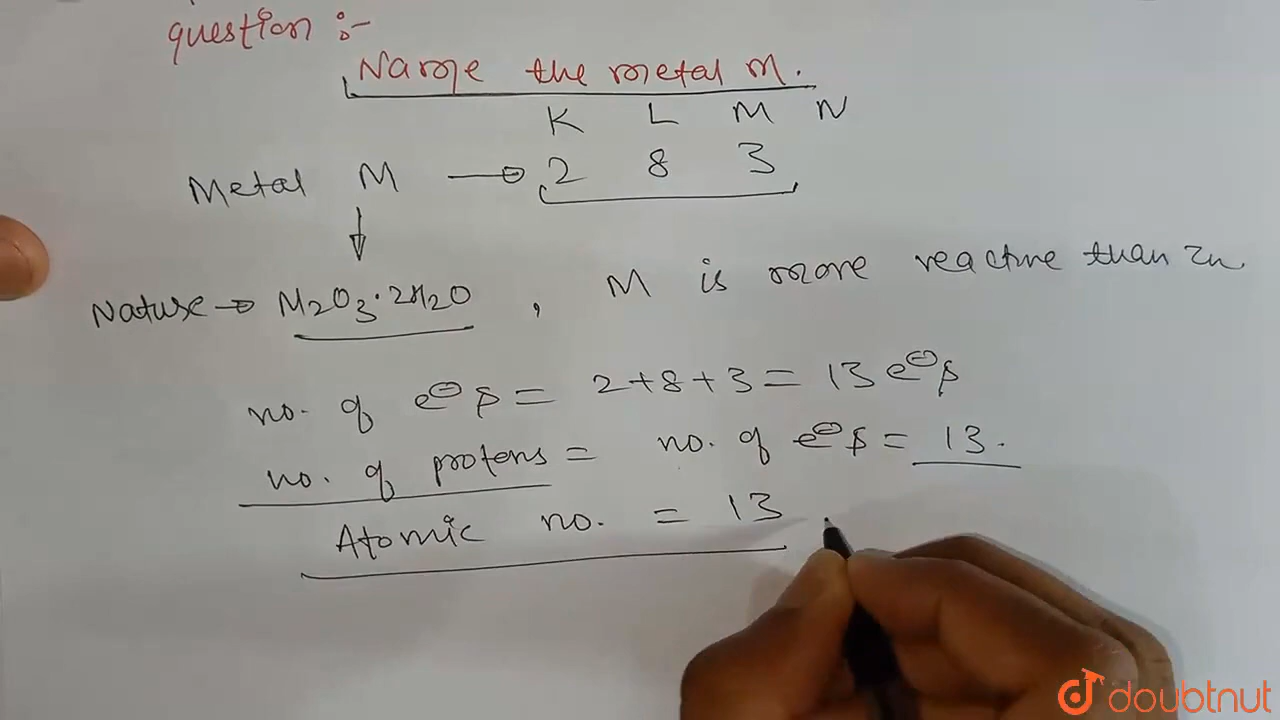 question :-
Name the metal M.
K L M N
Metal M → 2 8 3
Nature → M₂O₃·2H₂O , M is more reactive than Zn
no. of e⊖s = 2+8+3 = 13 e⊖s
no. of protons = no. of e⊖s = 13.
Atomic no. = 13
doubtnut